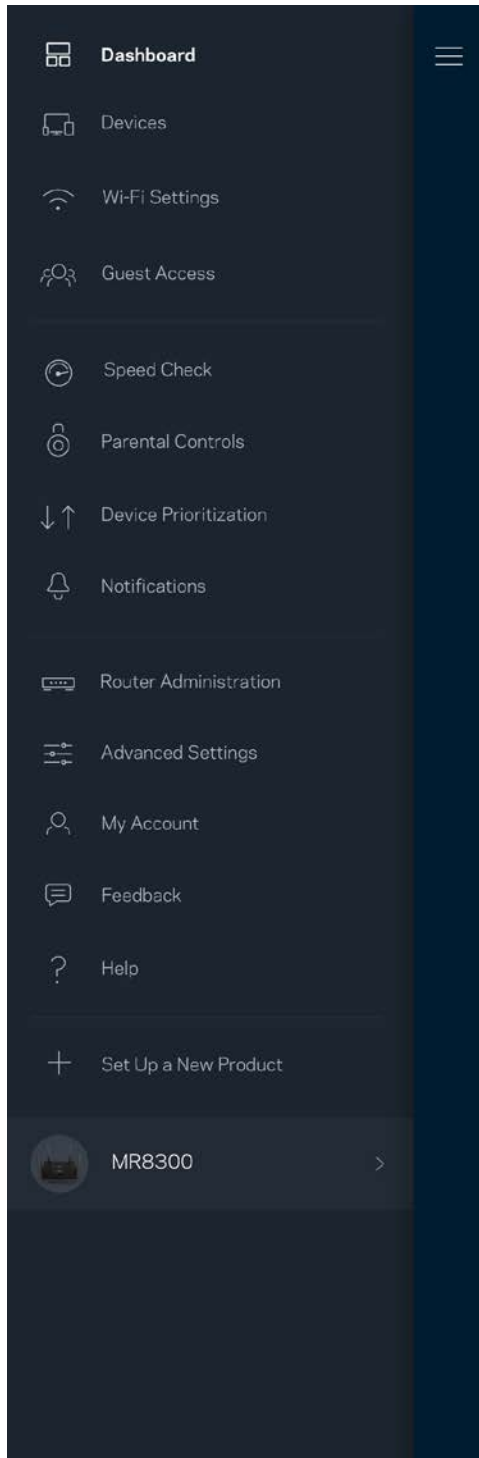 Dashboard
Devices
Wi-Fi Settings
Guest Access
Speed Check
Parental Controls
Device Prioritization
Notifications
Router Administration
Advanced Settings
My Account
Feedback
Help
Set Up a New Product
MR8300